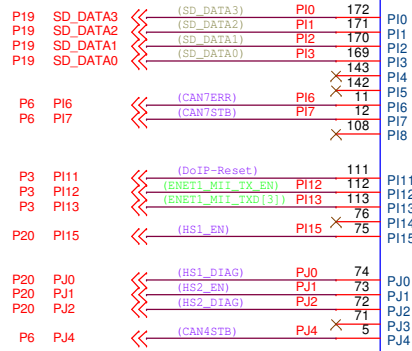 P19 SD_DATA3 (SD_DATA3) PI0 172 PI0
P19 SD_DATA2 (SD_DATA2) PI1 171 PI1
P19 SD_DATA1 (SD_DATA1) PI2 170 PI2
P19 SD_DATA0 (SD_DATA0) PI3 169 PI3
143 PI4
142 PI5
P6 PI6 (CAN7ERR) PI6 11 PI6
P6 PI7 (CAN7STB) PI7 12 PI7
108 PI8
P3 PI11 (DoIP-Reset) 111 PI11
P3 PI12 (ENET1_MII_TX_EN) PI12 112 PI12
P3 PI13 (ENET1_MII_TXD[3]) PI13 113 PI13
76 PI14
P20 PI15 (HS1_EN) PI15 75 PI15
P20 PJ0 (HS1_DIAG) PJ0 74 PJ0
P20 PJ1 (HS2_EN) PJ1 73 PJ1
P20 PJ2 (HS2_DIAG) PJ2 72 PJ2
71 PJ3
P6 PJ4 (CAN4STB) PJ4 5 PJ4